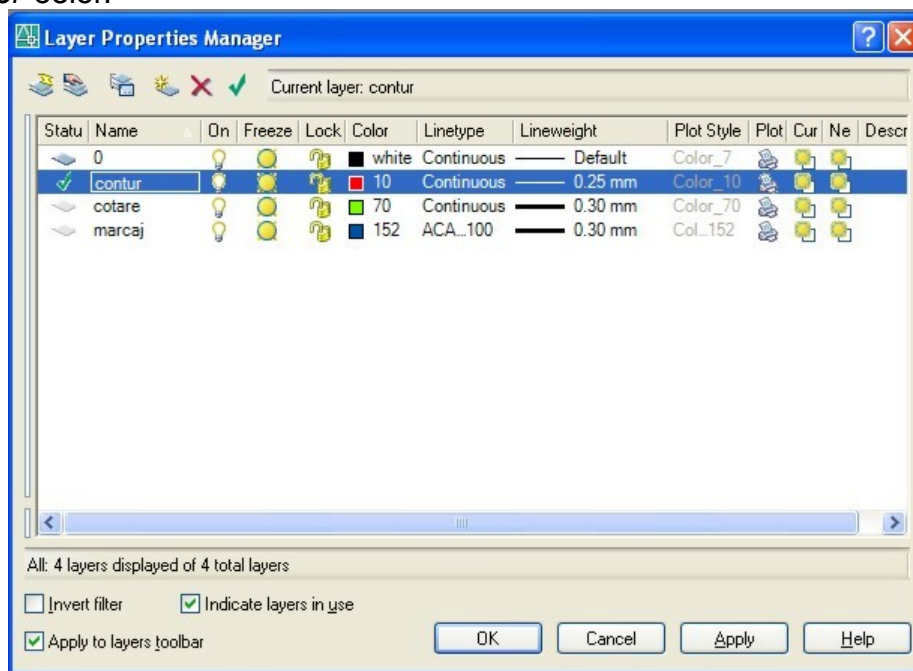 Layer Properties Manager
Current layer: contur
Statu Name On Freeze Lock Color Linetype Lineweight Plot Style Plot Cur Ne Descr
0 white Continuous Default Color_7
contur 10 Continuous 0.25 mm Color_10
cotare 70 Continuous 0.30 mm Color_70
marcaj 152 ACA...100 0.30 mm Col...152
All: 4 layers displayed of 4 total layers
Invert filter Indicate layers in use
Apply to layers toolbar OK Cancel Apply Help